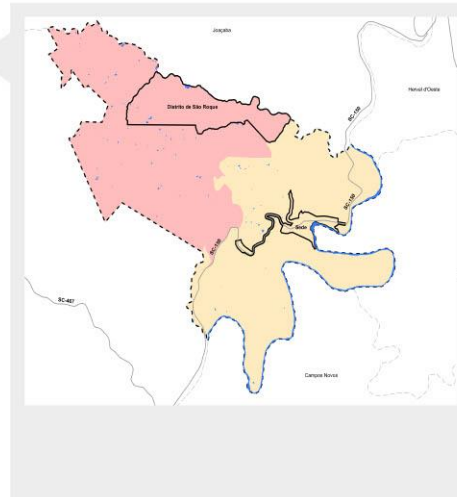 Joaçaba
Herval d'Oeste
SC-150
Distrito de São Roque
SC-150
Sede
SC-150
SC-467
Campos Novos